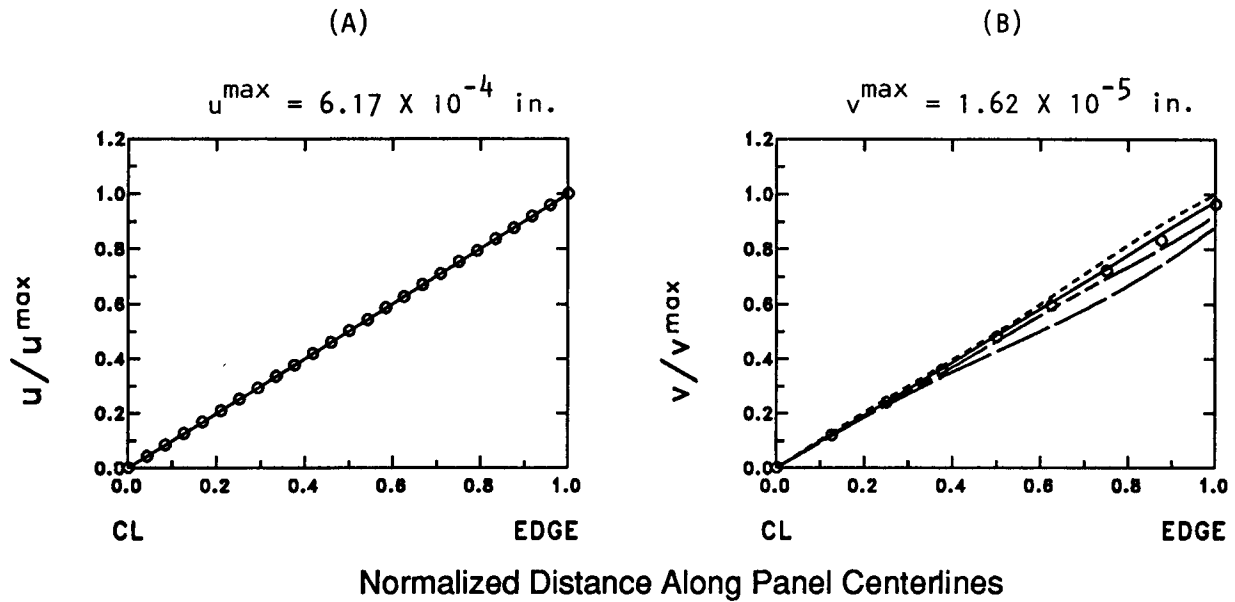 (A)
(B)
u^max = 6.17 X 10^-4 in.
v^max = 1.62 X 10^-5 in.
u/u^max
1.2
1.0
0.8
0.6
0.4
0.2
0.0
0.0 0.2 0.4 0.6 0.8 1.0
CL EDGE
v/v^max
1.2
1.0
0.8
0.6
0.4
0.2
0.0
0.0 0.2 0.4 0.6 0.8 1.0
CL EDGE
Normalized Distance Along Panel Centerlines